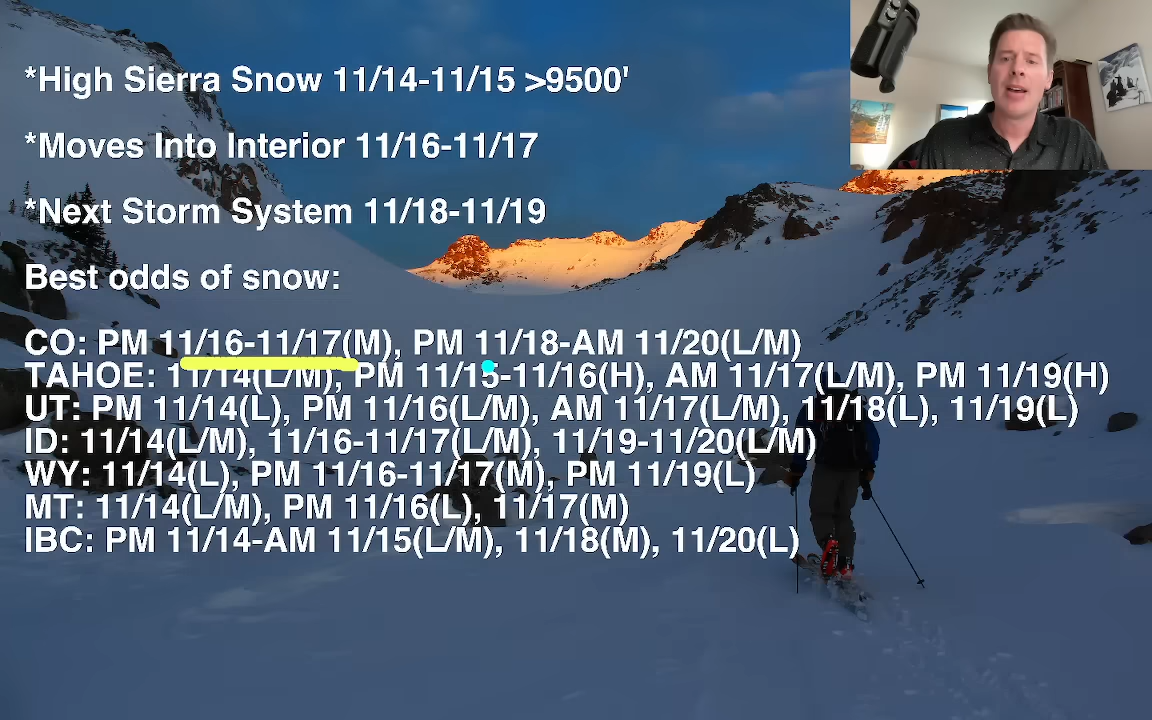 *High Sierra Snow 11/14-11/15 >9500'
*Moves Into Interior 11/16-11/17
*Next Storm System 11/18-11/19
Best odds of snow:
CO: PM 11/16-11/17(M), PM 11/18-AM 11/20(L/M)
TAHOE: 11/14(L/M), PM 11/15-11/16(H), AM 11/17(L/M), PM 11/19(H)
UT: PM 11/14(L), PM 11/16(L/M), AM 11/17(L/M), 11/18(L), 11/19(L)
ID: 11/14(L/M), 11/16-11/17(L/M), 11/19-11/20(L/M)
WY: 11/14(L), PM 11/16-11/17(M), PM 11/19(L)
MT: 11/14(L/M), PM 11/16(L), 11/17(M)
IBC: PM 11/14-AM 11/15(L/M), 11/18(M), 11/20(L)